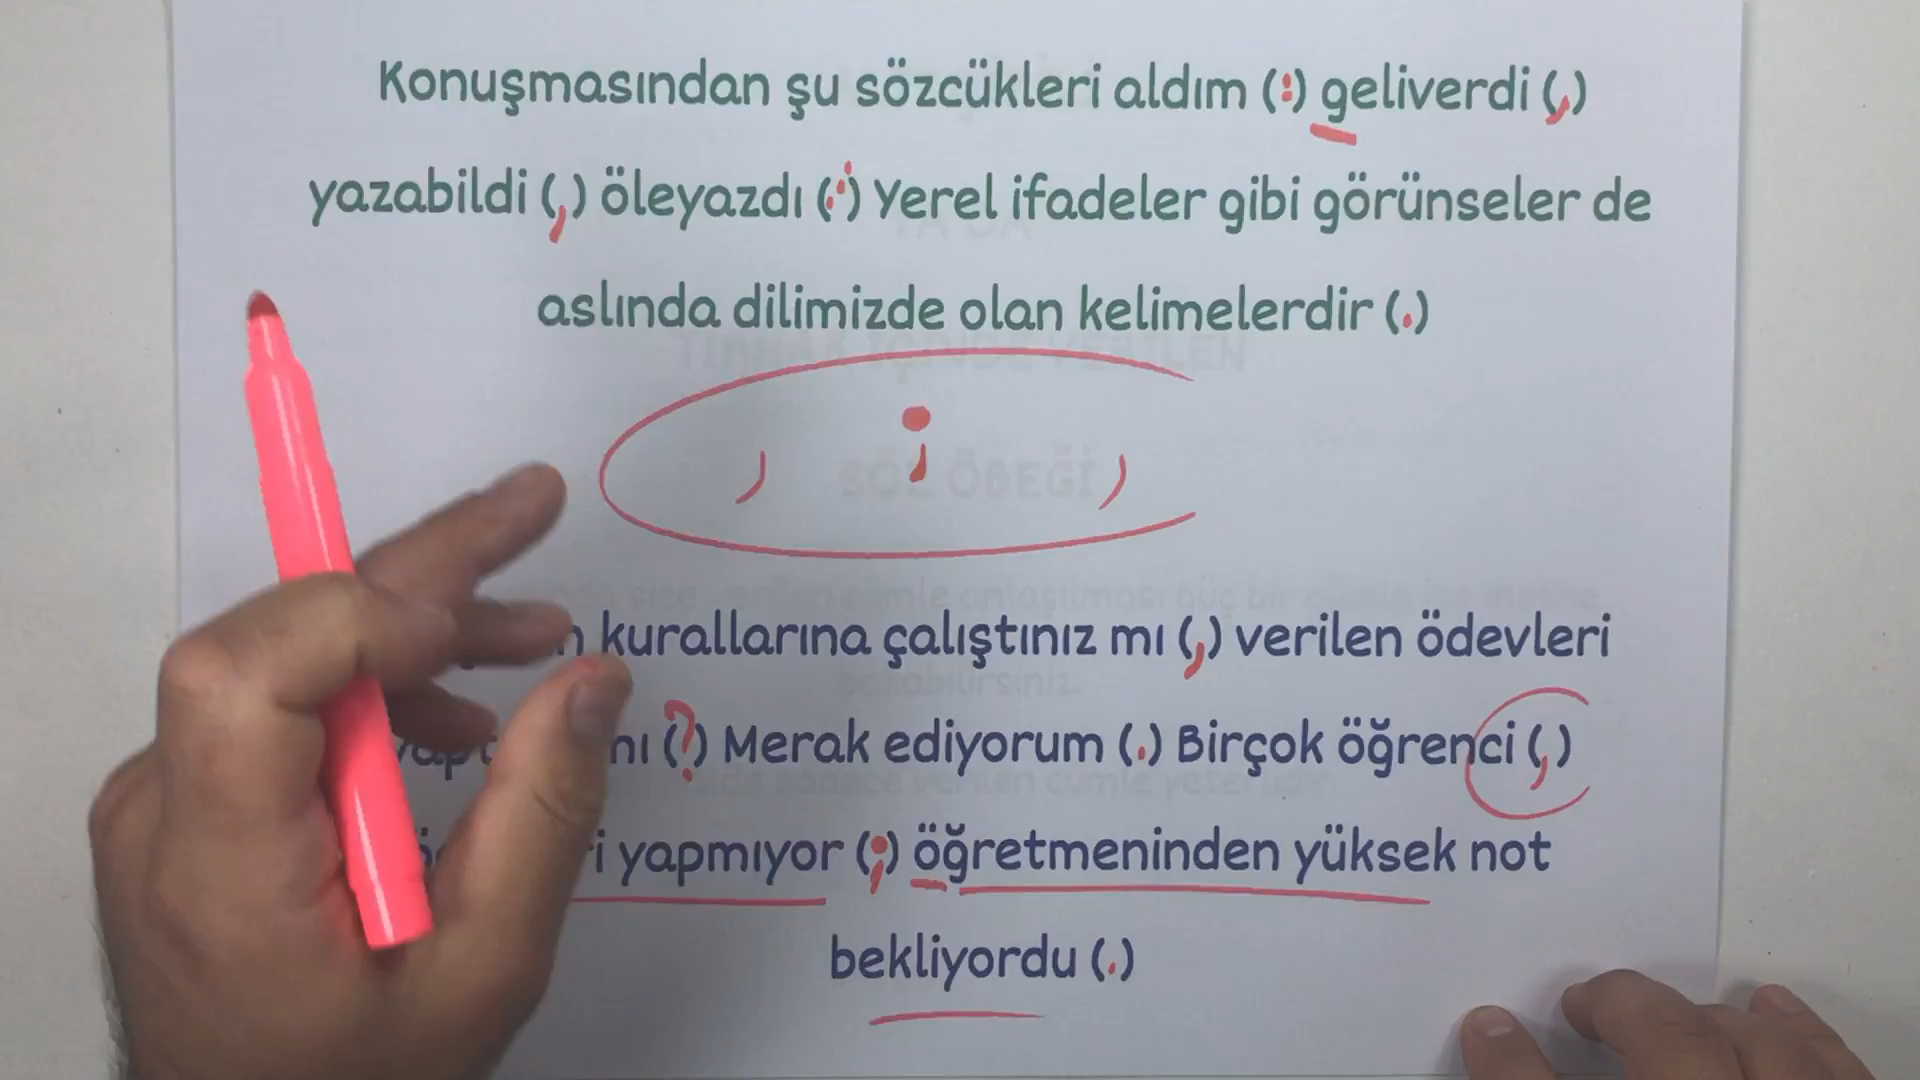 Konuşmasından şu sözcükleri aldım (:) geliverdi (,)
yazabildi (,) öleyazdı (:) Yerel ifadeler gibi görünseler de
aslında dilimizde olan kelimelerdir (.)
, ; ,
kurallarına çalıştınız mı (,) verilen ödevleri
(?) Merak ediyorum (.) Birçok öğrenci (,)
yapmıyor (;) öğretmeninden yüksek not
bekliyordu (.)